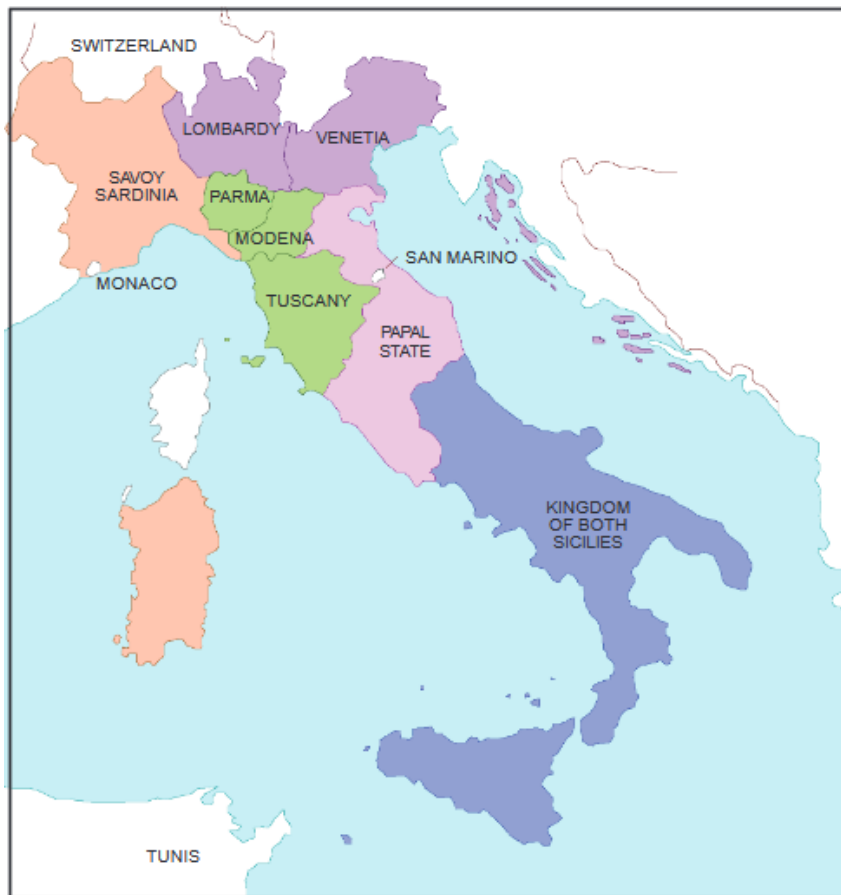 SWITZERLAND
LOMBARDY
VENETIA
SAVOY
SARDINIA
PARMA
MODENA
SAN MARINO
MONACO
TUSCANY
PAPAL
STATE
KINGDOM
OF BOTH
SICILIES
TUNIS